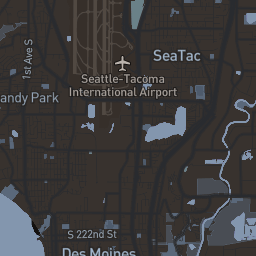 SeaTac
1st Ave S
Seattle-Tacoma
International Airport
andy Park
S 222nd St
Des Moines